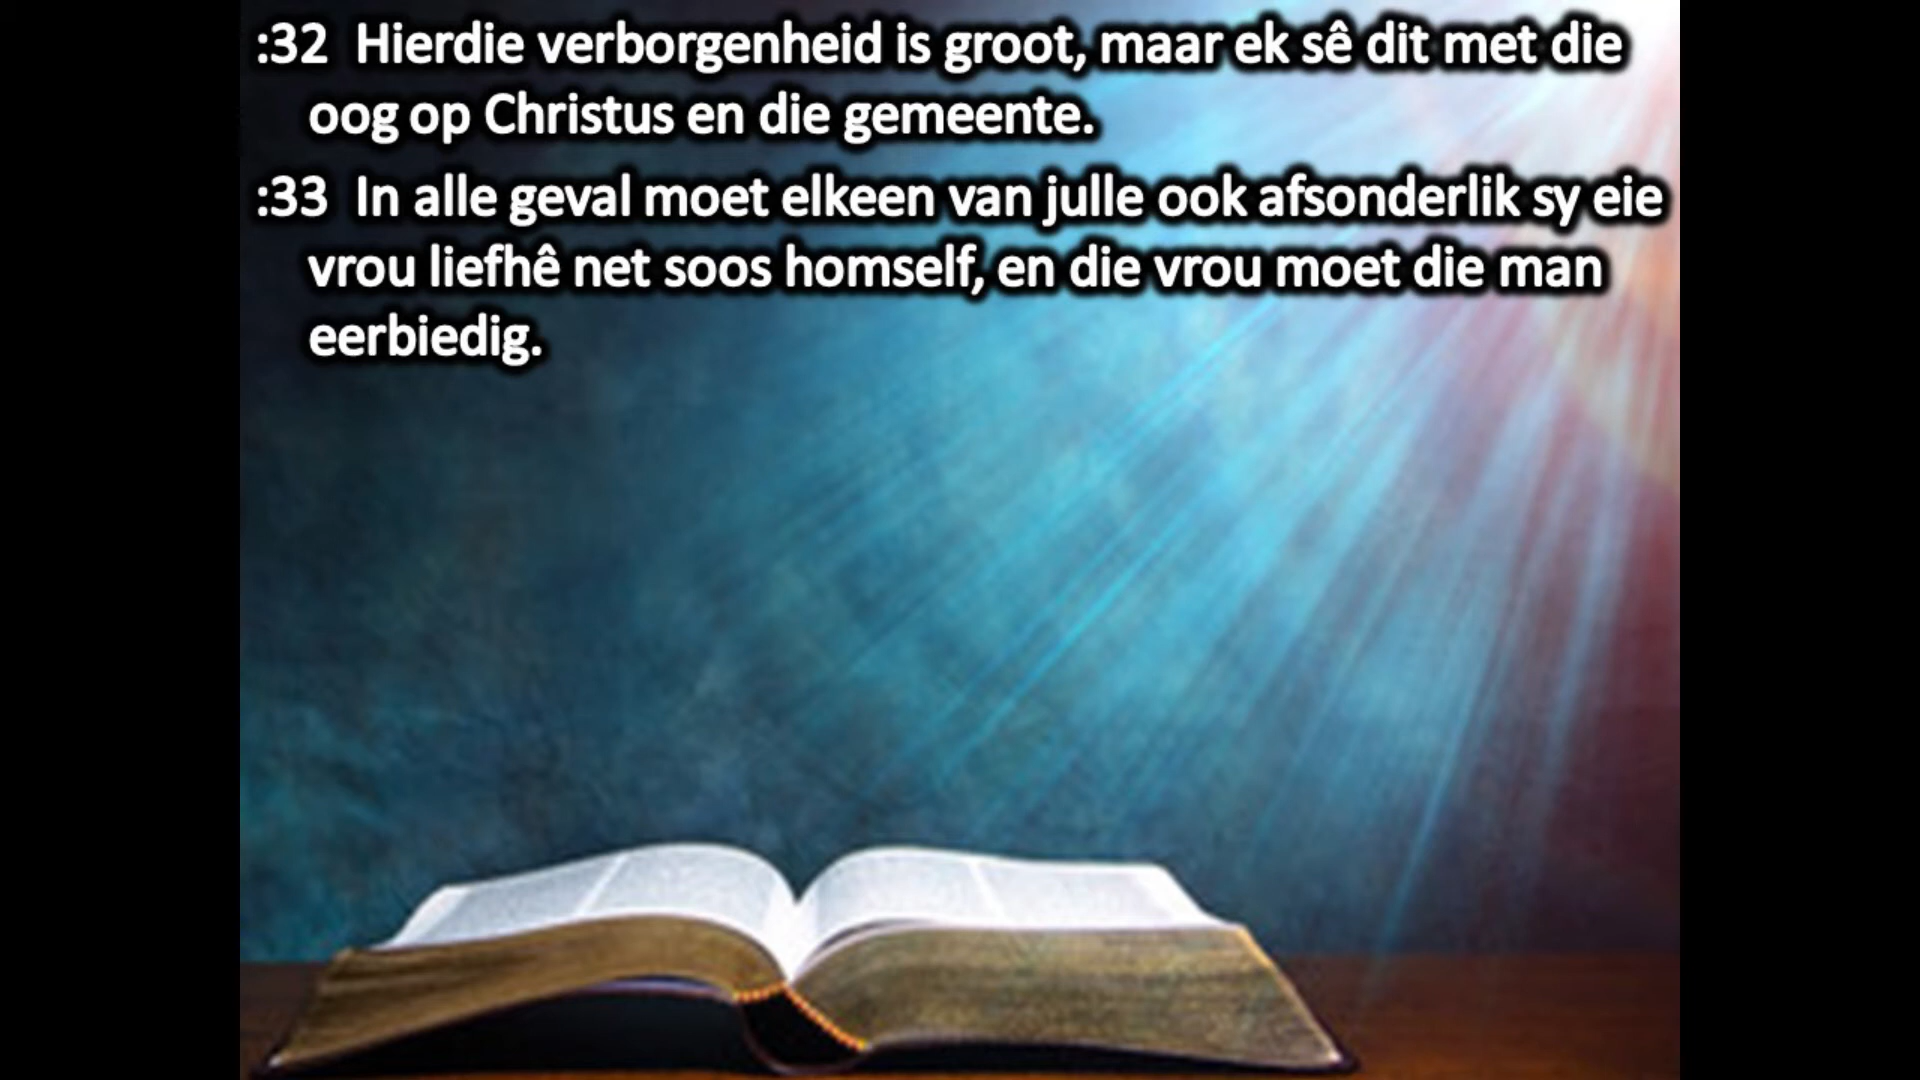 :32 Hierdie verborgenheid is groot, maar ek sê dit met die
oog op Christus en die gemeente.
:33 In alle geval moet elkeen van julle ook afsonderlik sy eie
vrou liefhê net soos homself, en die vrou moet die man
eerbiedig.